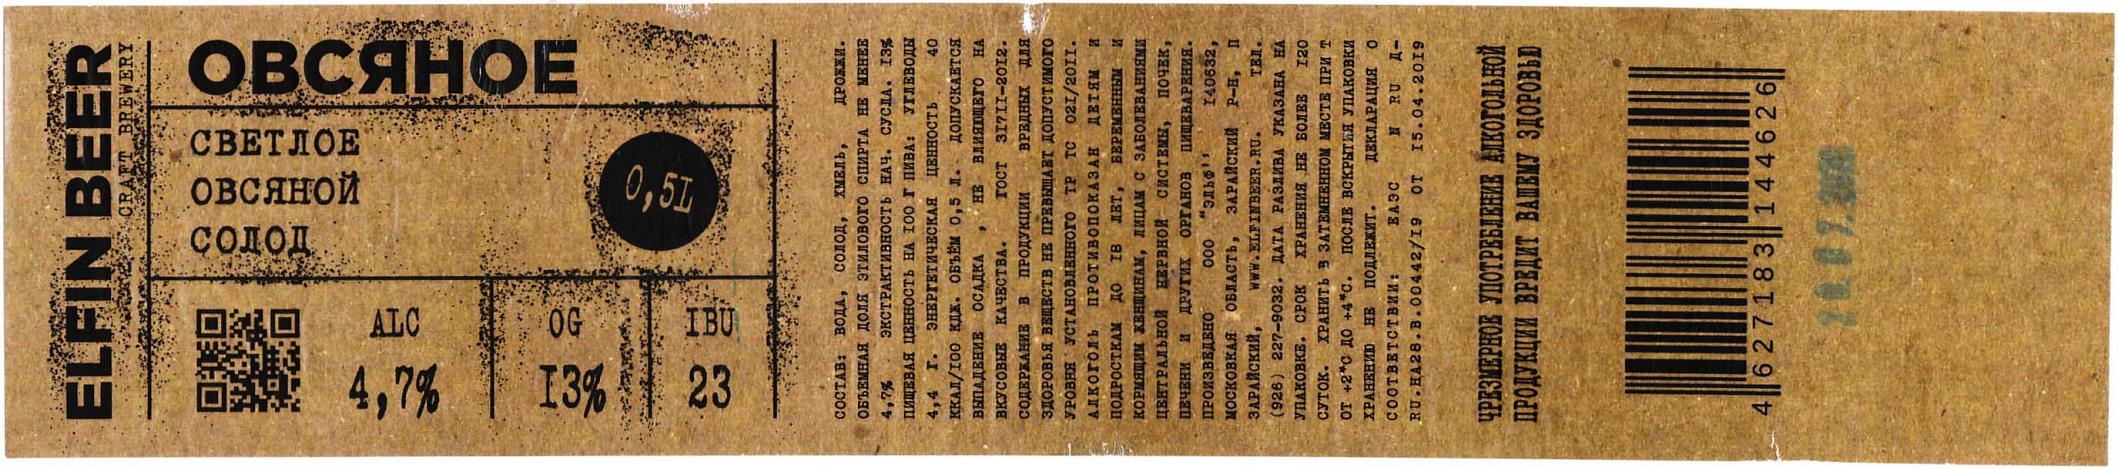 ELFIN BEER
CRAFT BREWERY
ОВСЯНОЕ
СВЕТЛОЕ
ОВСЯНОЙ
СОЛОД
0,5L
ALC
4,7%
OG
13%
IBU
23
СОСТАВ: ВОДА, СОЛОД, ХМЕЛЬ, ДРОЖЖИ.
ОБЪЕМНАЯ ДОЛЯ ЭТИЛОВОГО СПИРТА НЕ МЕНЕЕ
4,7% ЭКСТРАКТИВНОСТЬ НАЧ. СУСЛА. 13%
ПИЩЕВАЯ ЦЕННОСТЬ НА 100 Г ПИВА: УГЛЕВОДЫ
4,4 Г. ЭНЕРГЕТИЧЕСКАЯ ЦЕННОСТЬ 40
ККАЛ/100 КДЖ. ОБЪЁМ 0,5 Л. ДОПУСКАЕТСЯ
ВЫПАДЕНИЕ ОСАДКА , НЕ ВЛИЯЮЩЕГО НА
ВКУСОВЫЕ КАЧЕСТВА. ГОСТ 31711-2012.
СОДЕРЖАНИЕ В ПРОДУКЦИИ ВРЕДНЫХ ДЛЯ
ЗДОРОВЬЯ ВЕЩЕСТВ НЕ ПРЕВЫШАЕТ ДОПУСТИМОГО
УРОВНЯ УСТАНОВЛЕННОГО ТР ТС 021/2011.
АЛКОГОЛЬ ПРОТИВОПОКАЗАН ДЕТЯМ И
ПОДРОСТКАМ ДО 18 ЛЕТ, БЕРЕМЕННЫМ И
КОРМЯЩИМ ЖЕНЩИНАМ, ЛИЦАМ С ЗАБОЛЕВАНИЯМИ
ЦЕНТРАЛЬНОЙ НЕРВНОЙ СИСТЕМЫ, ПОЧЕК,
ПЕЧЕНИ И ДРУГИХ ОРГАНОВ ПИЩЕВАРЕНИЯ.
ПРОИЗВЕДЕНО ООО "ЭЛЬФ'' 140632,
МОСКОВСКАЯ ОБЛАСТЬ, ЗАРАЙСКИЙ Р-Н, П
ЗАРАЙСКИЙ, WWW.ELFINBEER.RU. ТЕЛ.
(926) 227-9032. ДАТА РАЗЛИВА УКАЗАНА НА
УПАКОВКЕ. СРОК ХРАНЕНИЯ НЕ БОЛЕЕ 120
СУТОК. ХРАНИТЬ В ЗАТЕМНЕННОМ МЕСТЕ ПРИ Т
ОТ +2°С ДО +4°С. ПОСЛЕ ВСКРЫТИЯ УПАКОВКИ
ХРАНЕНИЮ НЕ ПОДЛЕЖИТ. ДЕКЛАРАЦИЯ О
СООТВЕТСТВИИ: ЕАЭС N RU Д-
RU.НА28.В.00442/19 ОТ 15.04.2019
ЧРЕЗМЕРНОЕ УПОТРЕБЛЕНИЕ АЛКОГОЛЬНОЙ
ПРОДУКЦИИ ВРЕДИТ ВАШЕМУ ЗДОРОВЬЮ
4 627183 144626